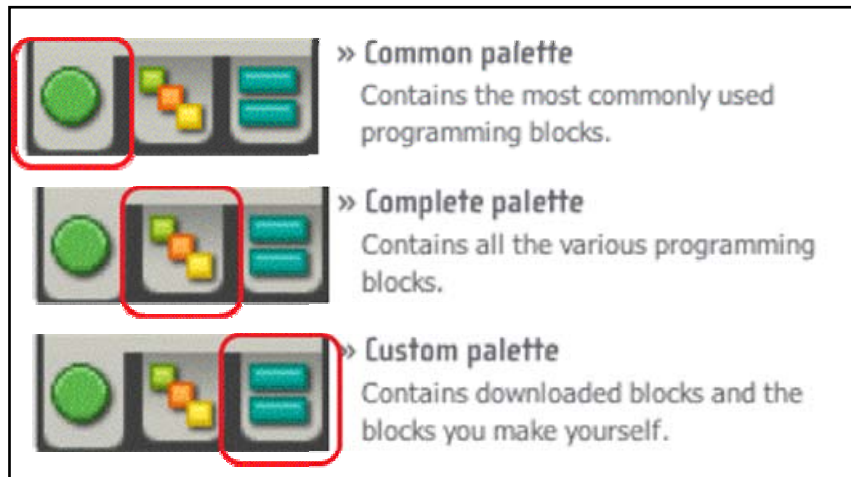 » Common palette
Contains the most commonly used
programming blocks.
» Complete palette
Contains all the various programming
blocks.
» Custom palette
Contains downloaded blocks and the
blocks you make yourself.